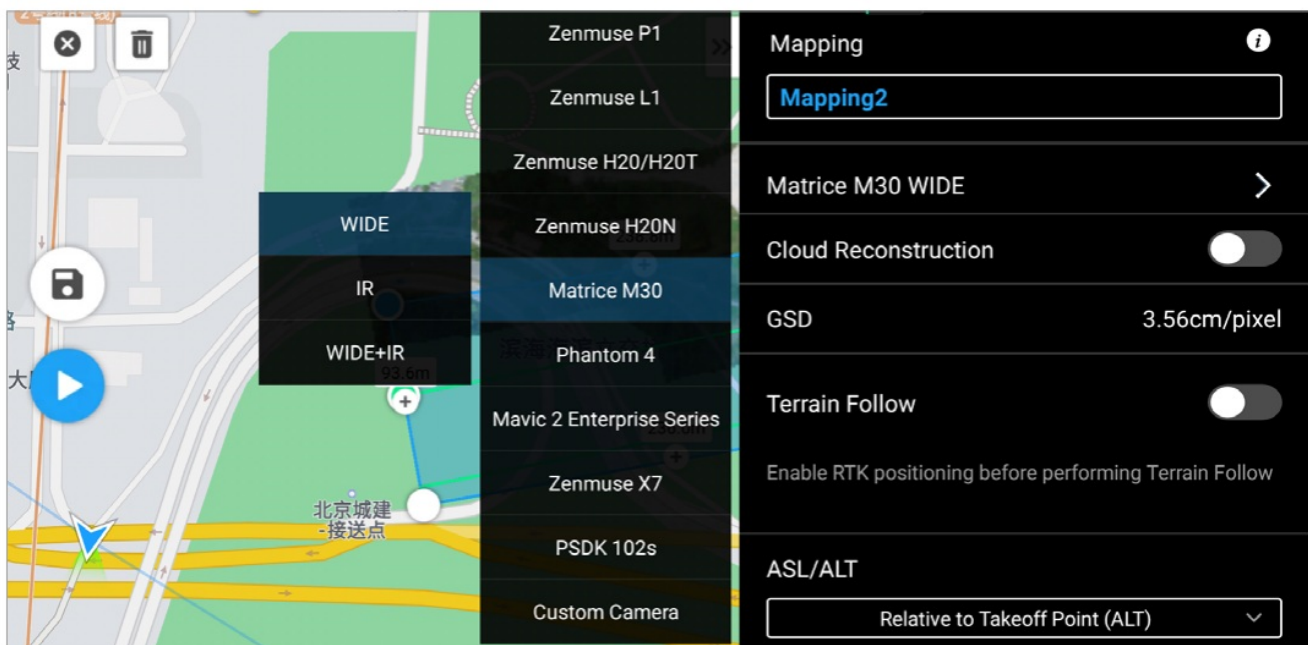 Zenmuse P1
Zenmuse L1
Zenmuse H20/H20T
Zenmuse H20N
Matrice M30
Phantom 4
Mavic 2 Enterprise Series
Zenmuse X7
PSDK 102s
Custom Camera
WIDE
IR
WIDE+IR
93.6m
北京城建
-接送点
Mapping
Mapping2
Matrice M30 WIDE
Cloud Reconstruction
GSD
3.56cm/pixel
Terrain Follow
Enable RTK positioning before performing Terrain Follow
ASL/ALT
Relative to Takeoff Point (ALT)